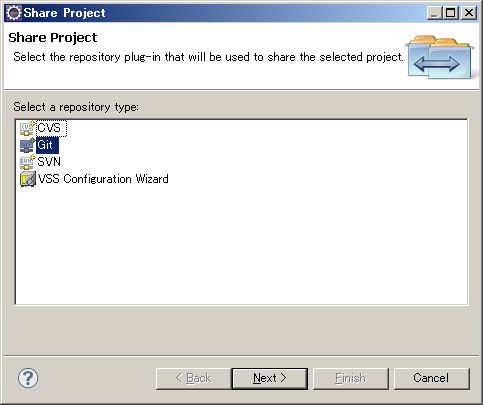 Share Project
Share Project
Select the repository plug-in that will be used to share the selected project.
Select a repository type:
CVS
Git
SVN
VSS Configuration Wizard
< Back
Next >
Finish
Cancel